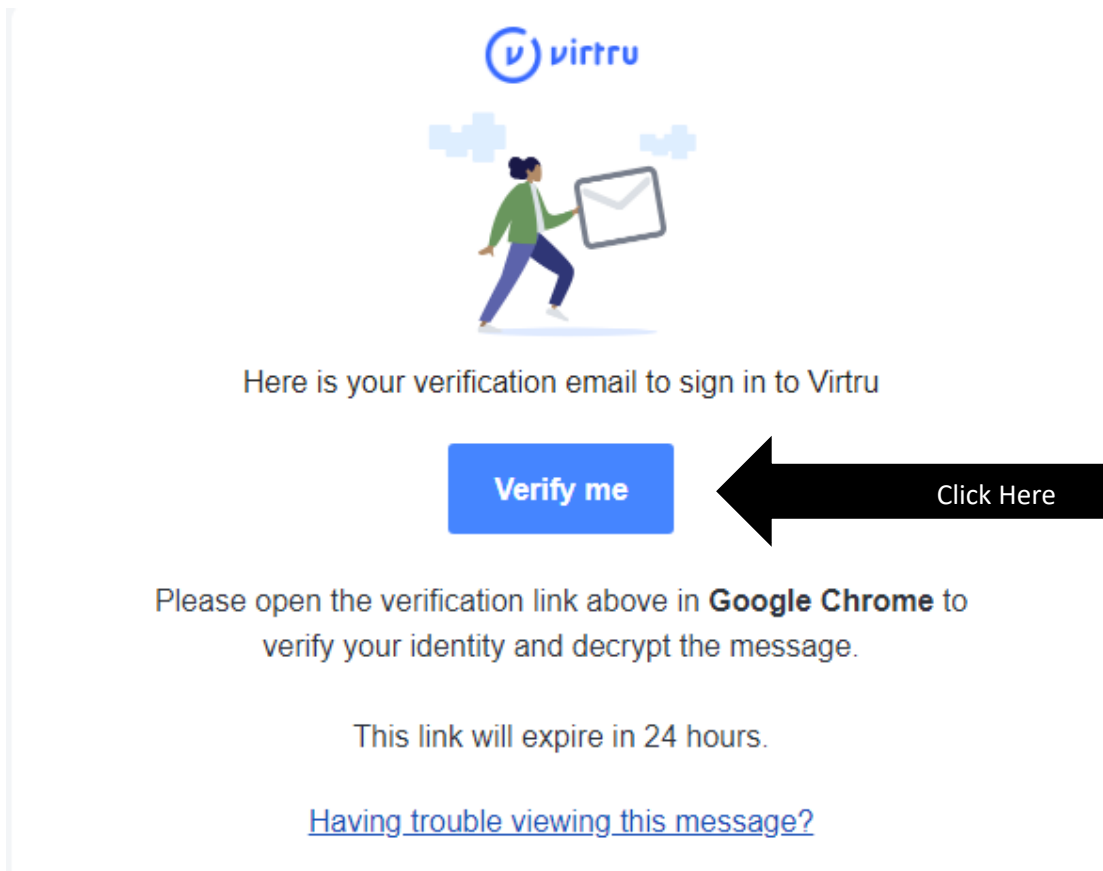 virtru
Here is your verification email to sign in to Virtru
Verify me
Click Here
Please open the verification link above in Google Chrome to
verify your identity and decrypt the message.
This link will expire in 24 hours.
Having trouble viewing this message?